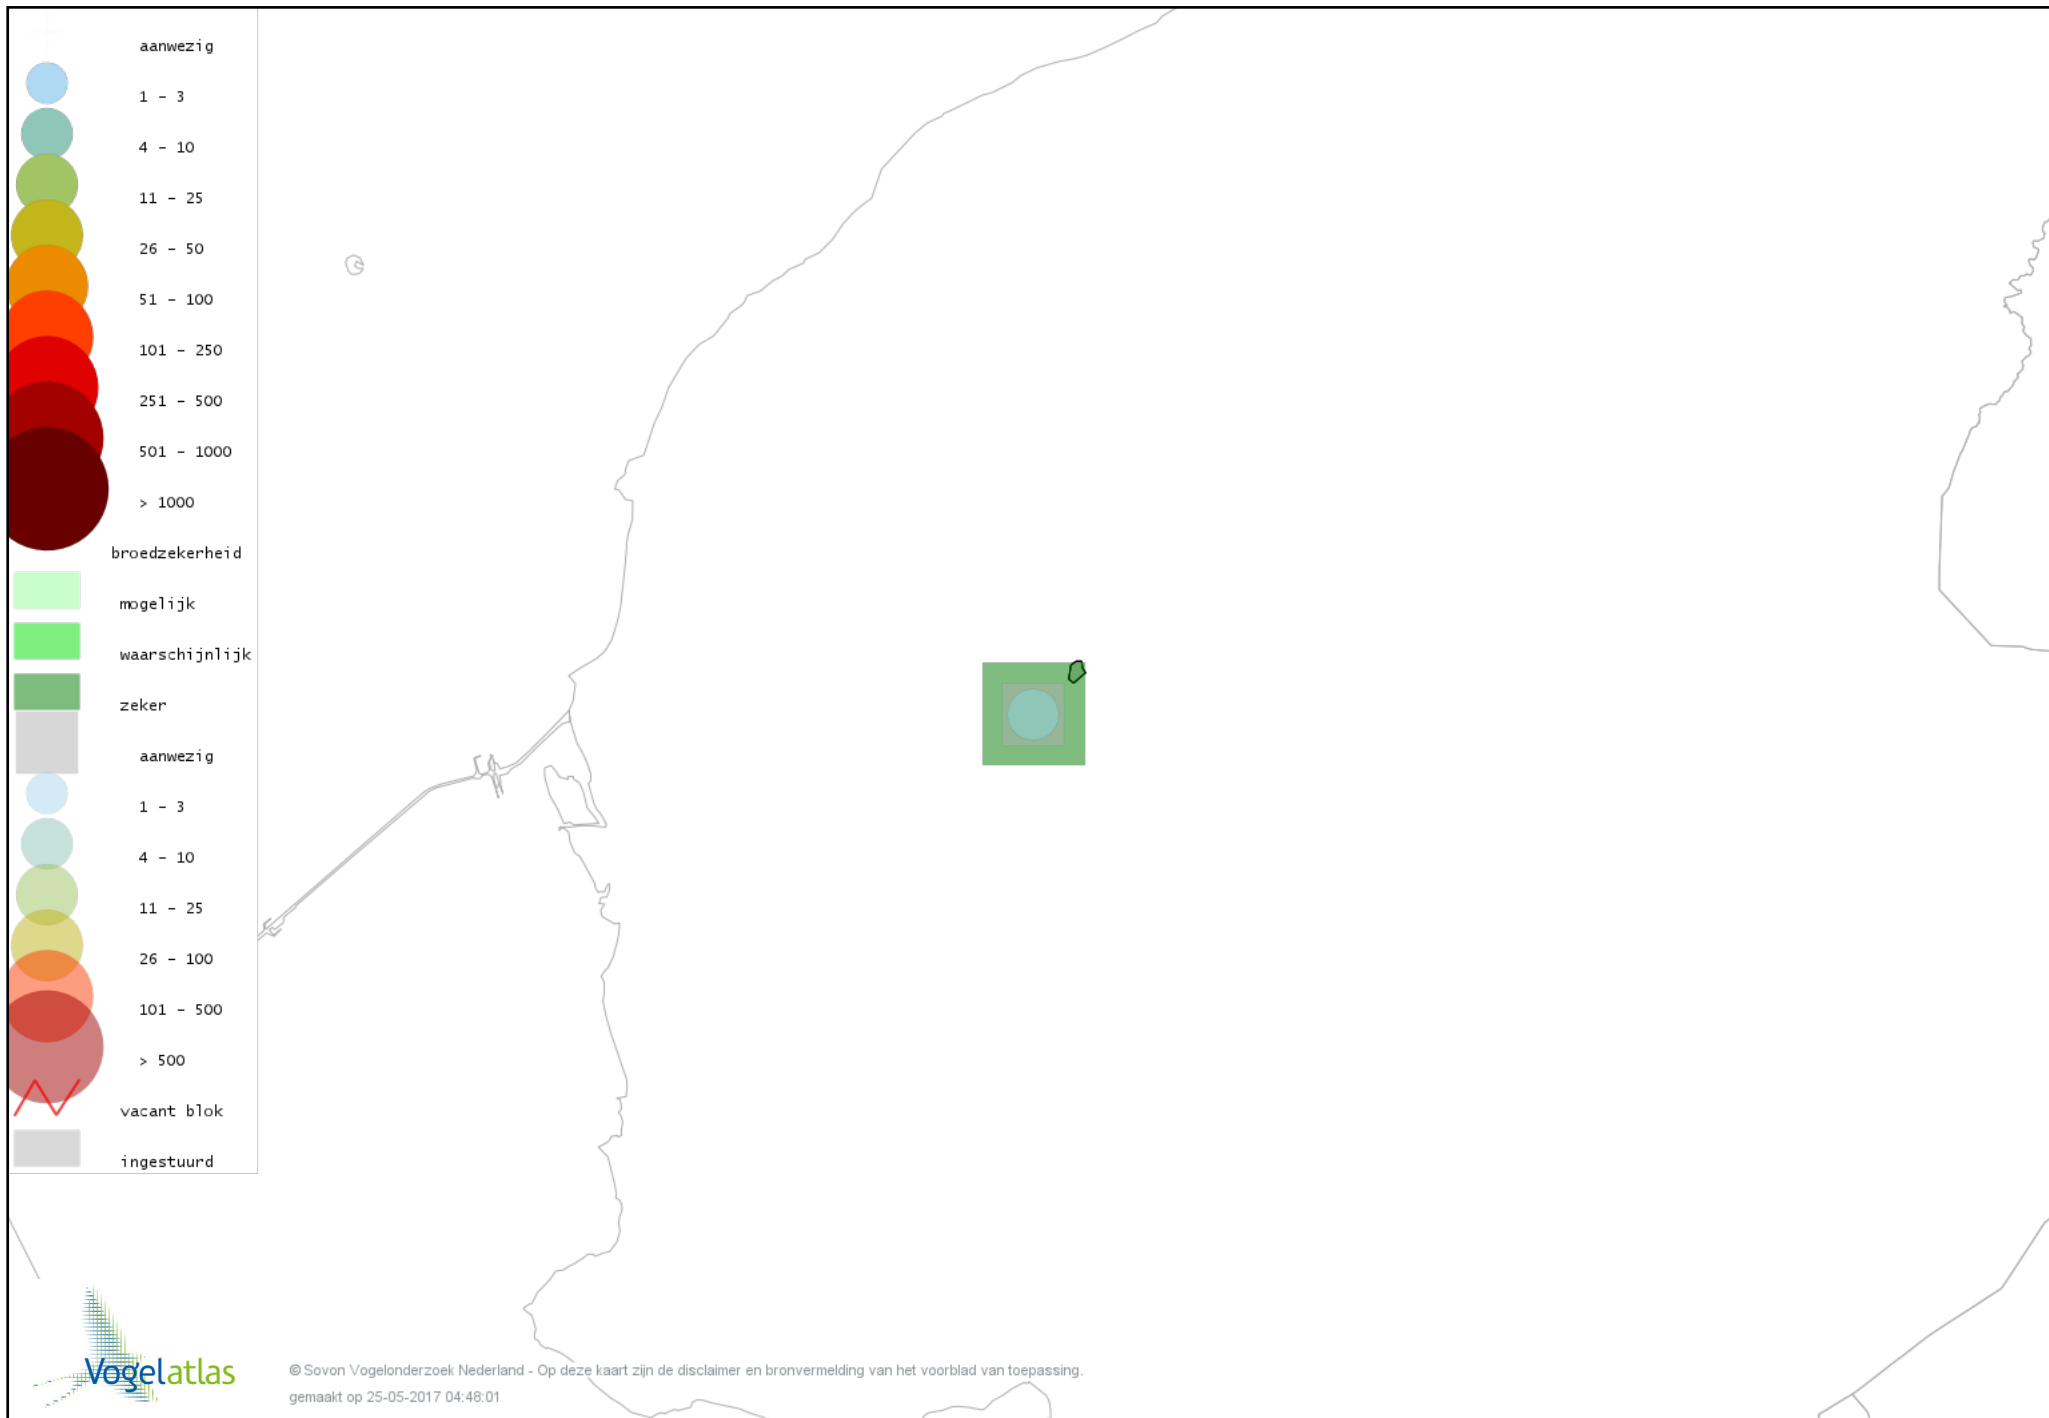 aanwezig
1 - 3
4 - 10
11 - 25
26 - 50
51 - 100
101 - 250
251 - 500
501 - 1000
> 1000
broedzekerheid
mogelijk
waarschijnlijk
zeker
aanwezig
1 - 3
4 - 10
11 - 25
26 - 100
101 - 500
> 500
vacant blok
ingestuurd
Vogelatlas
© Sovon Vogelonderzoek Nederland - Op deze kaart zijn de disclaimer en bronvermelding van het voorblad van toepassing.
gemaakt op 25-05-2017 04:48:01